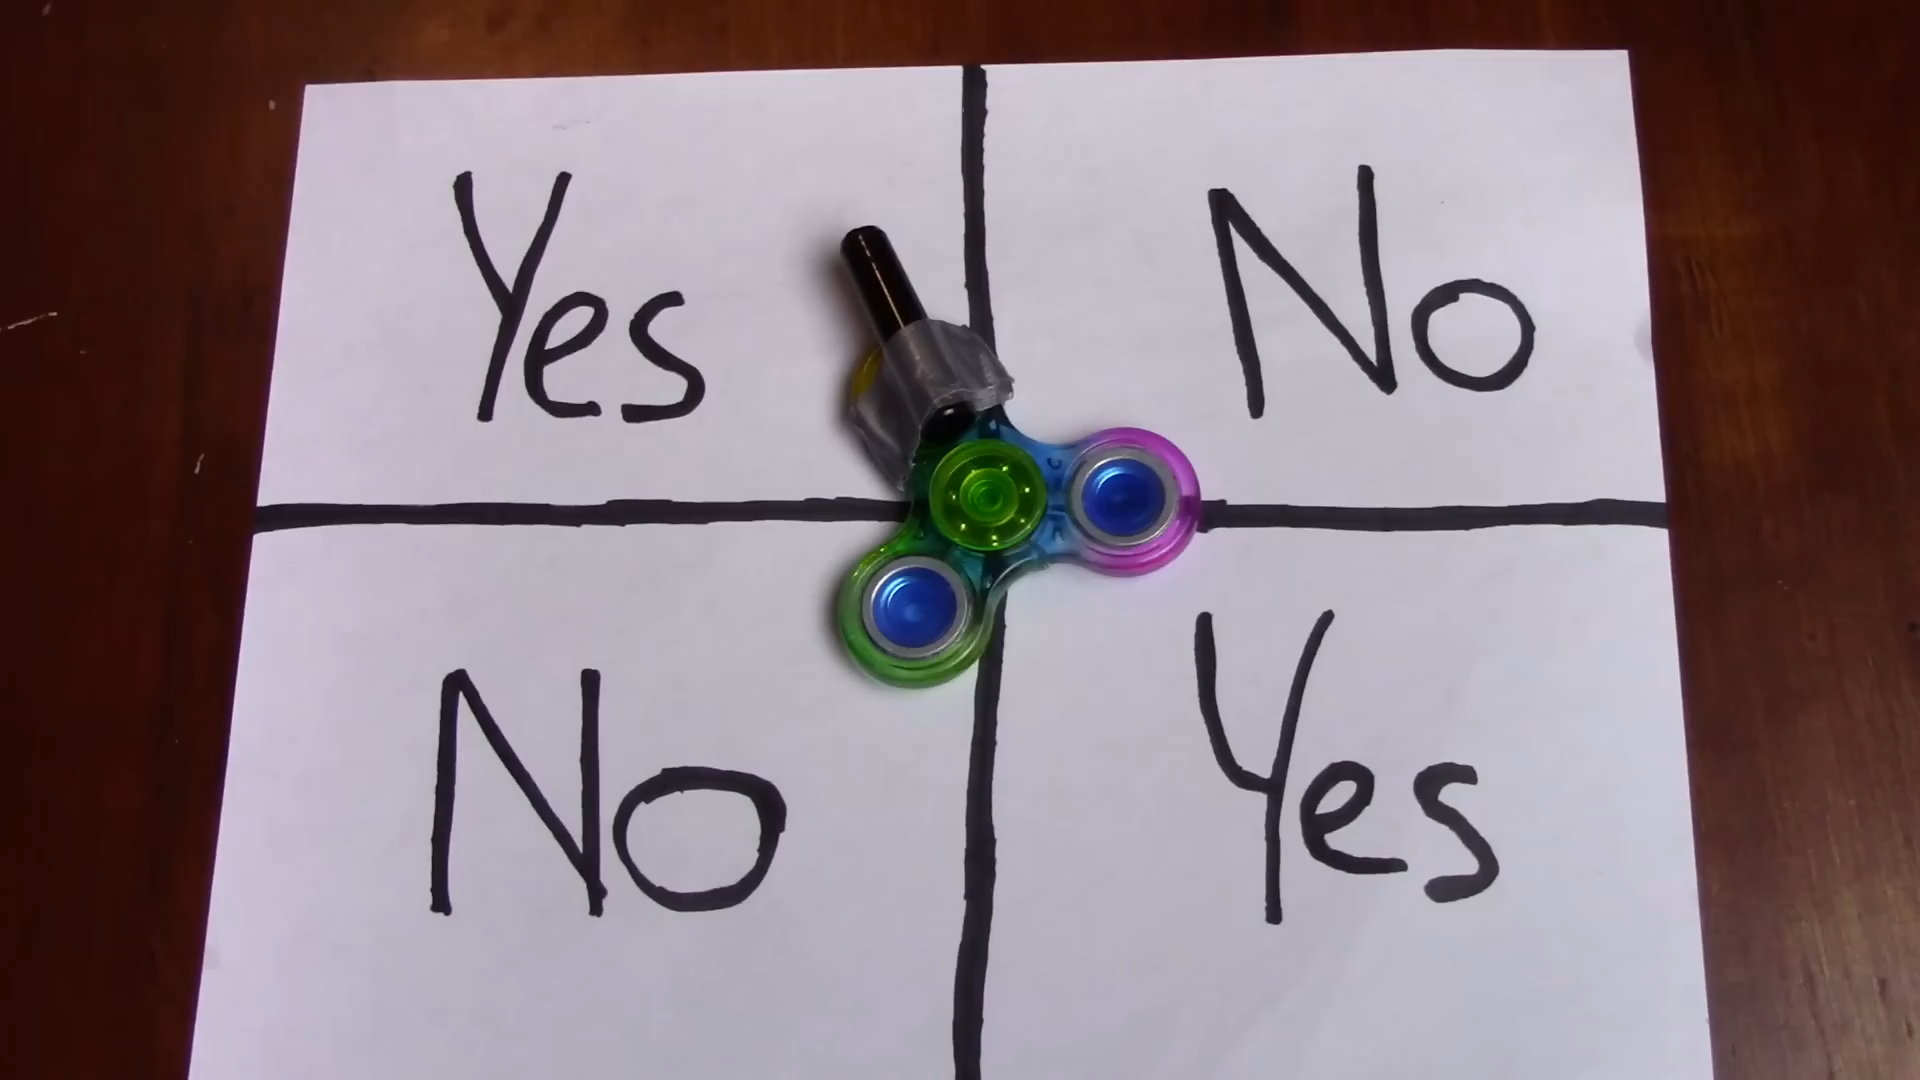 Yes No
No Yes